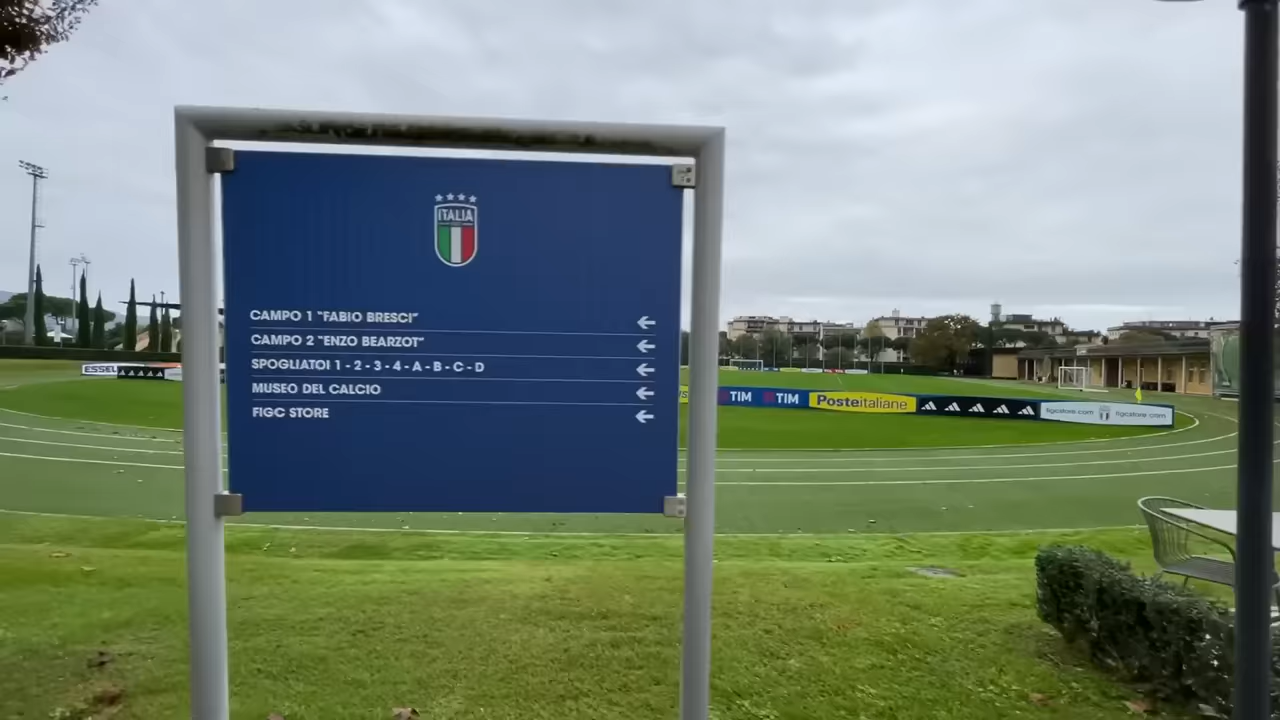 ITALIA
CAMPO 1 "FABIO BRESCI"
CAMPO 2 "ENZO BEARZOT"
SPOGLIATOI 1 - 2 - 3 - 4 - A - B - C - D
MUSEO DEL CALCIO
FIGC STORE
ESSEL
TIM
TIM
Posteitaliane
figcstore.com
figcstore.com